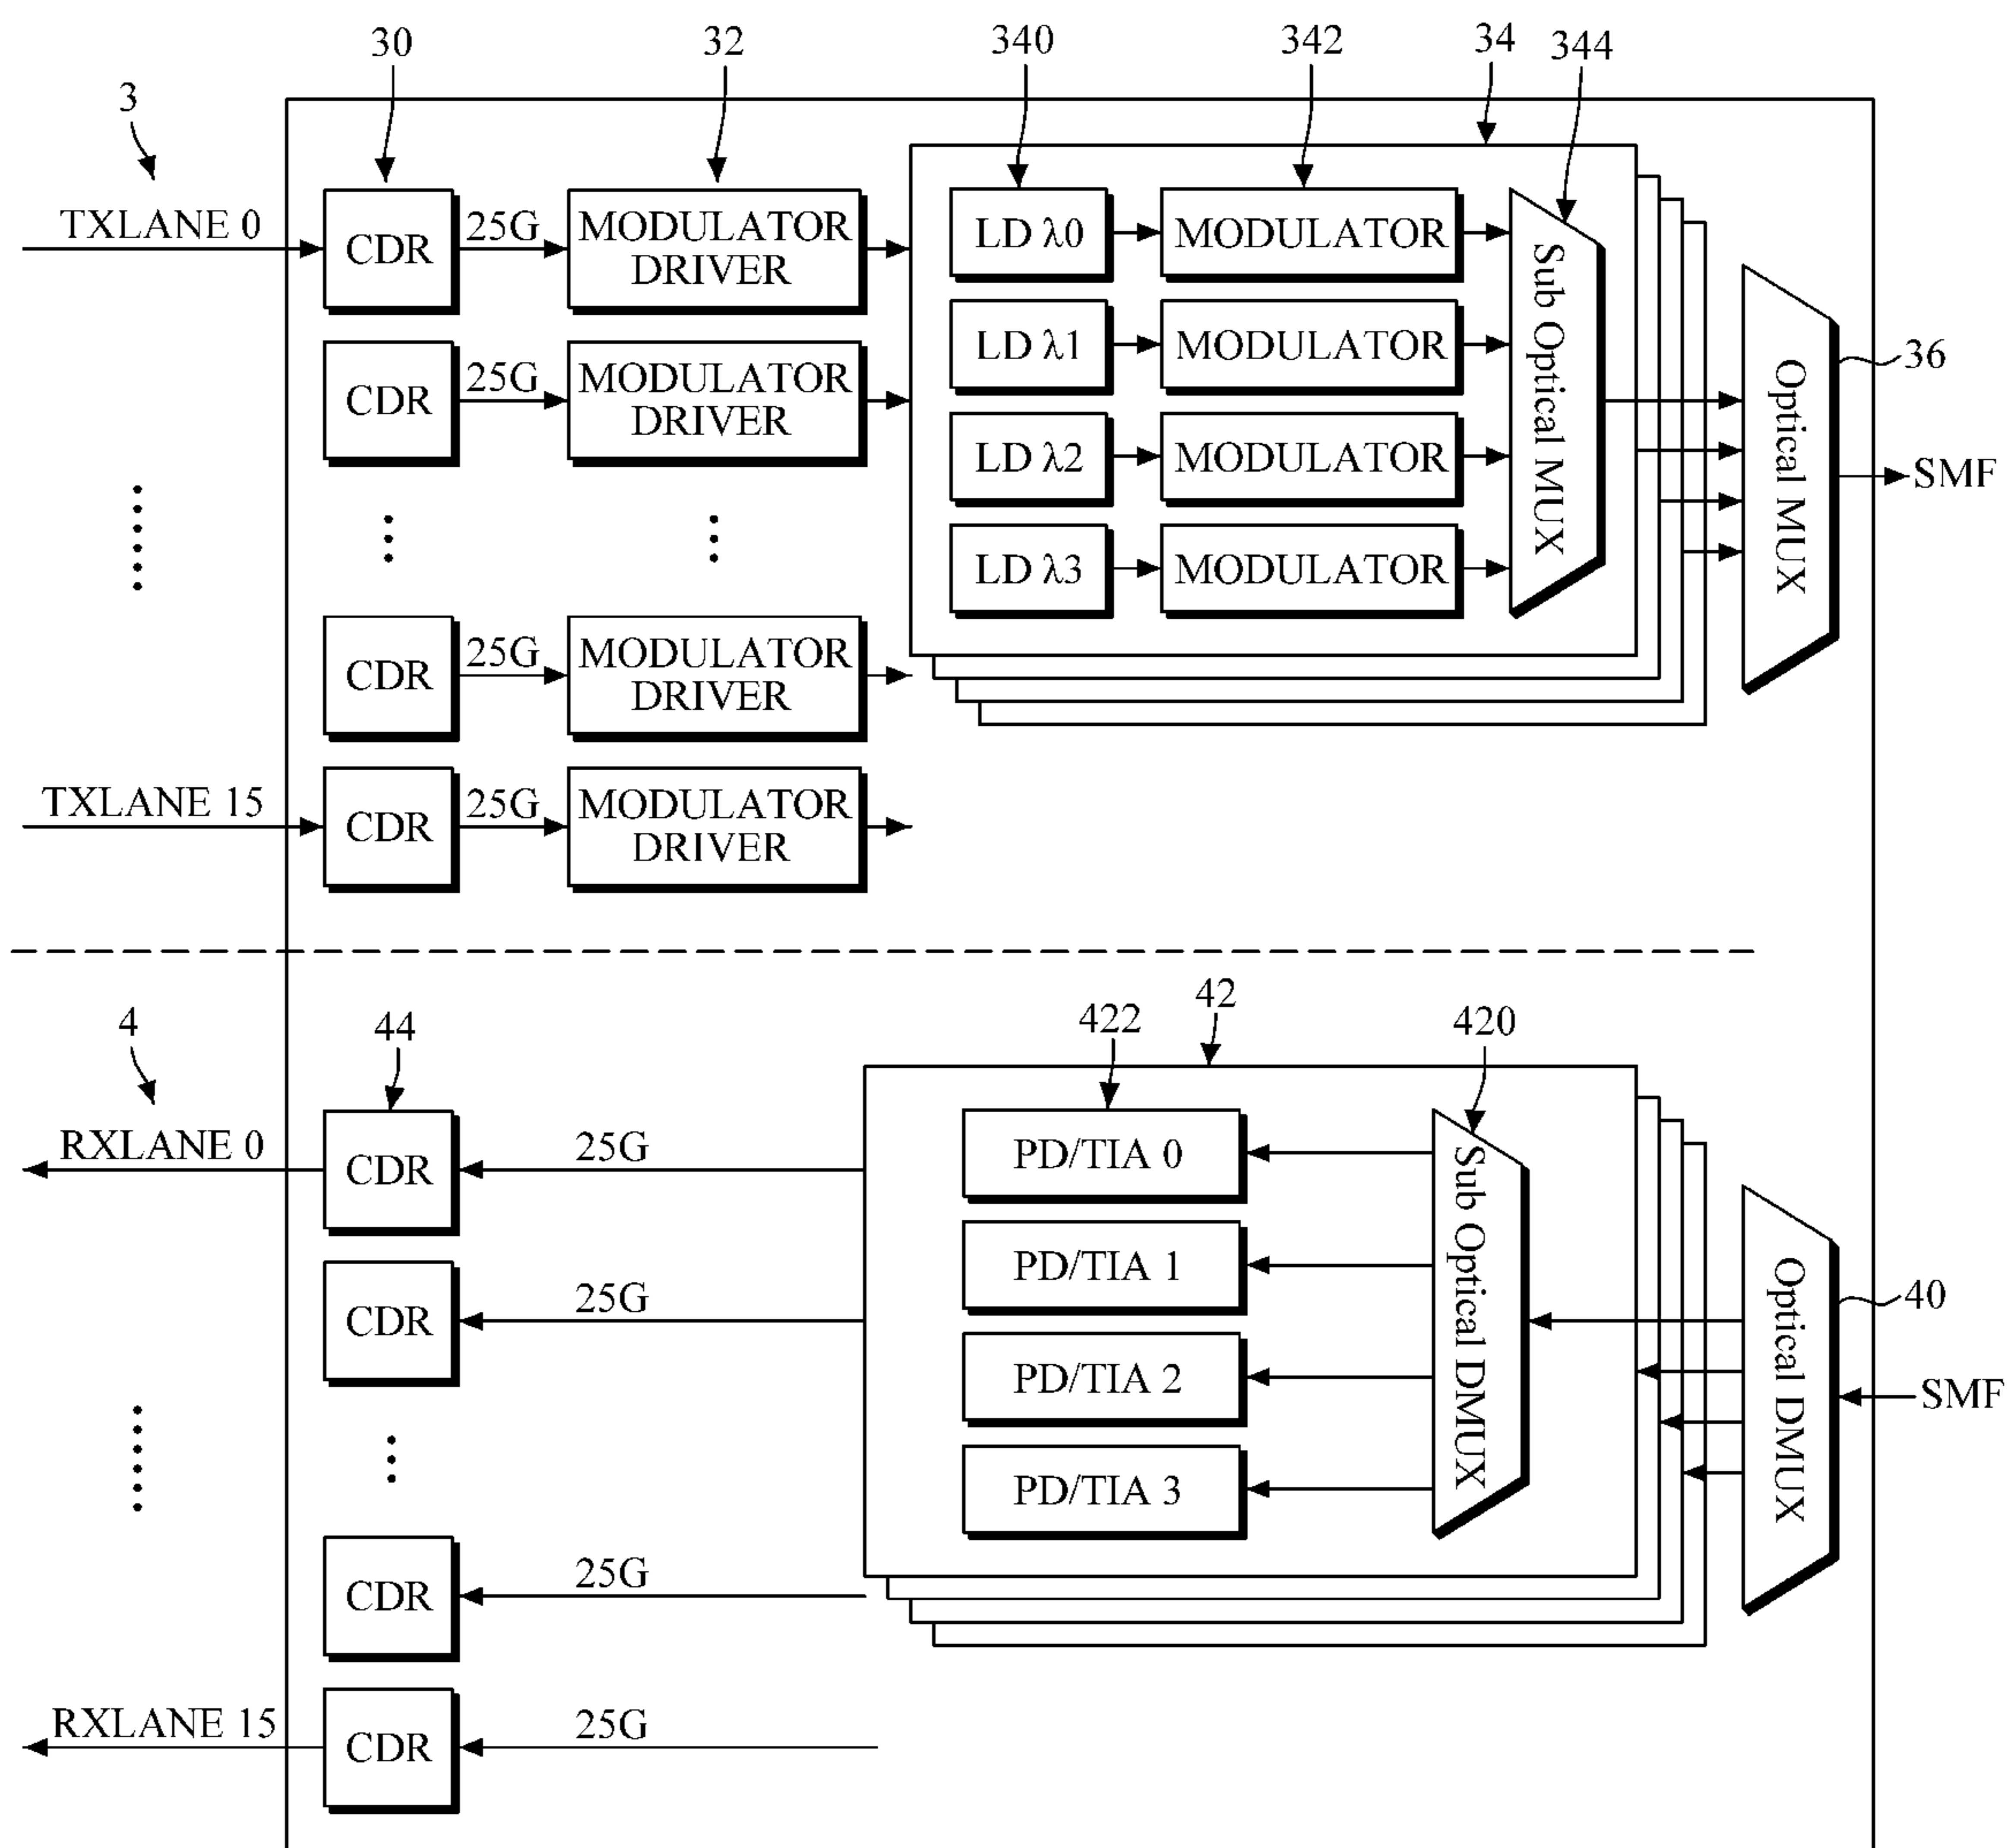 30
32
340
342
34
344
3
TXLANE 0
CDR
25G
MODULATOR
DRIVER
LD λ0
MODULATOR
CDR
25G
MODULATOR
DRIVER
LD λ1
MODULATOR
LD λ2
MODULATOR
LD λ3
MODULATOR
Sub Optical MUX
Optical MUX
36
SMF
CDR
25G
MODULATOR
DRIVER
TXLANE 15
CDR
25G
MODULATOR
DRIVER
4
44
422
42
420
RXLANE 0
CDR
25G
PD/TIA 0
CDR
25G
PD/TIA 1
PD/TIA 2
PD/TIA 3
Sub Optical DMUX
Optical DMUX
40
SMF
CDR
25G
RXLANE 15
CDR
25G